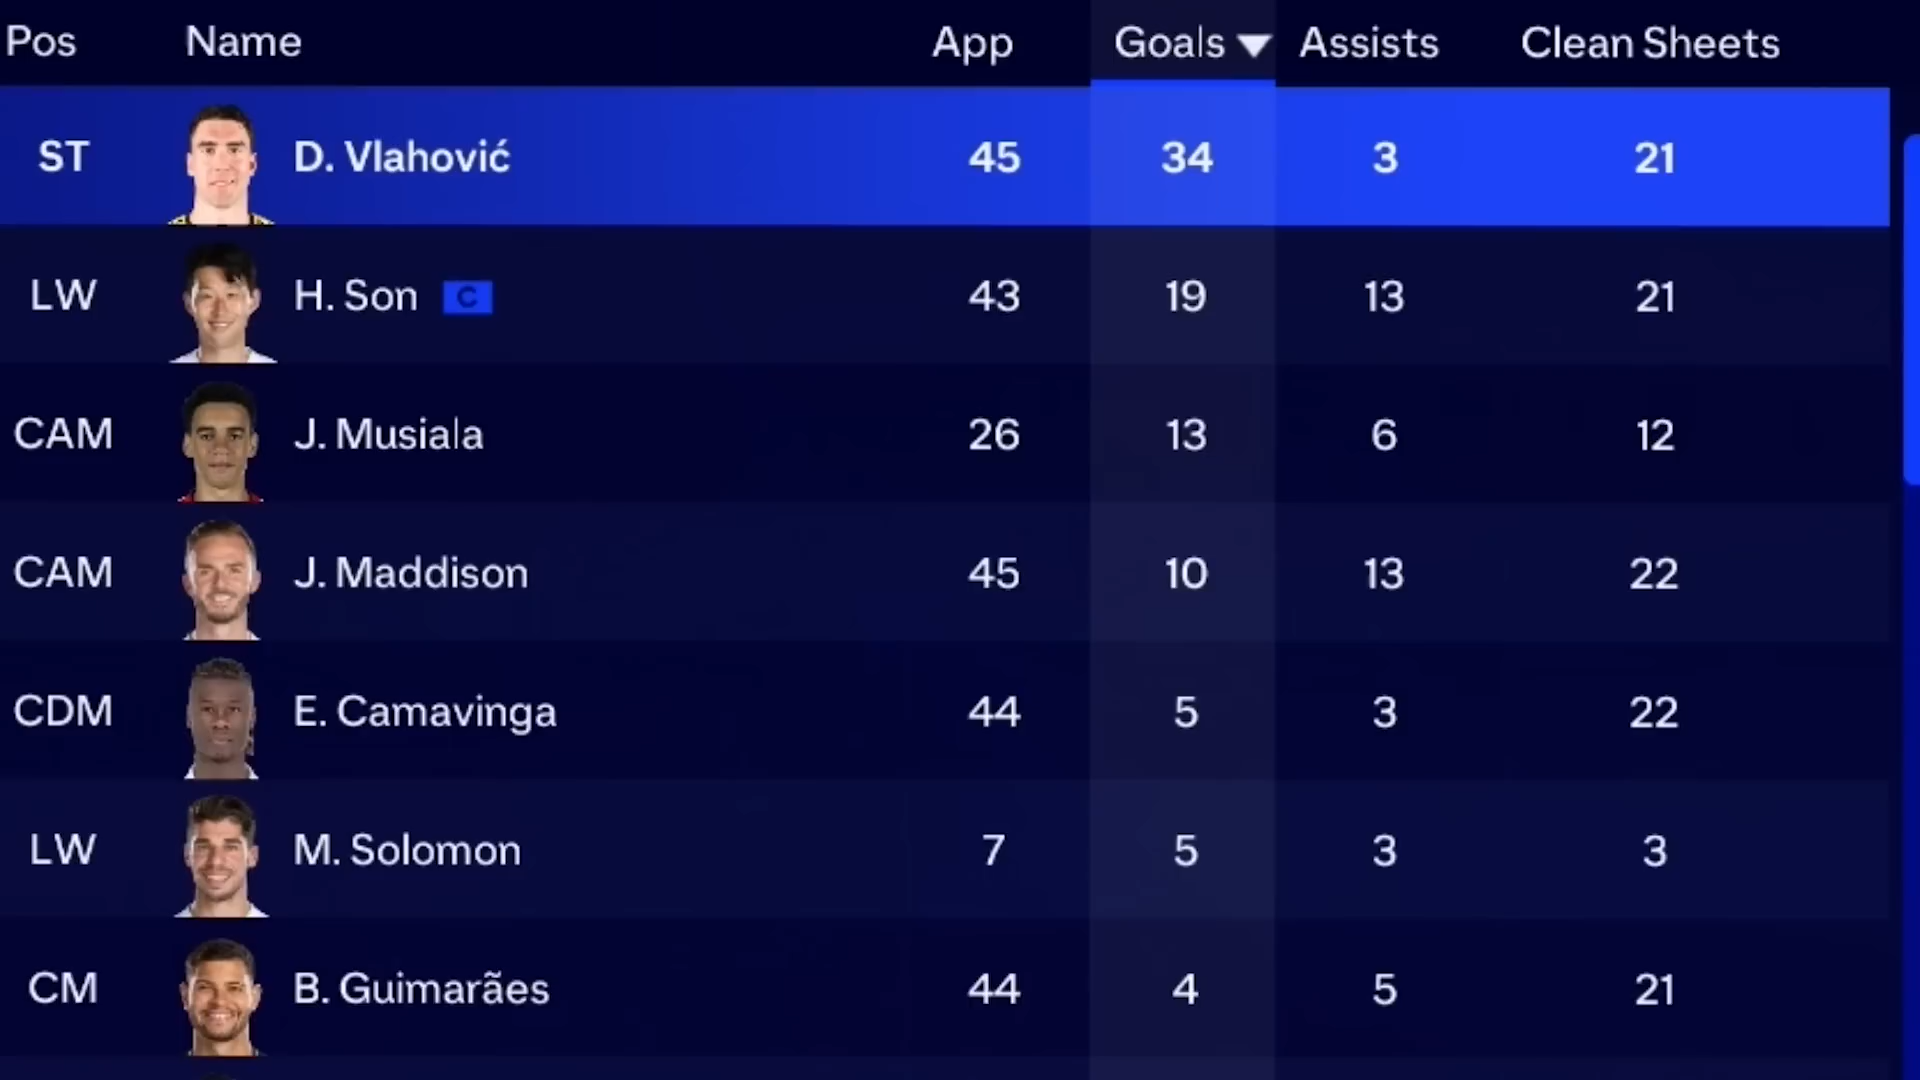 Pos Name App Goals Assists Clean Sheets
ST D. Vlahović 45 34 3 21
LW H. Son C 43 19 13 21
CAM J. Musiala 26 13 6 12
CAM J. Maddison 45 10 13 22
CDM E. Camavinga 44 5 3 22
LW M. Solomon 7 5 3 3
CM B. Guimarães 44 4 5 21